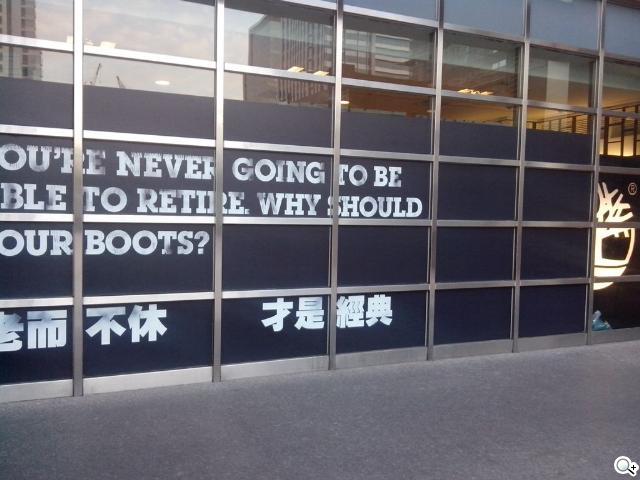 OU'RE NEVER GOING TO BE
BLE TO RETIRE. WHY SHOULD
OUR BOOTS?
老而不休 才是經典
®